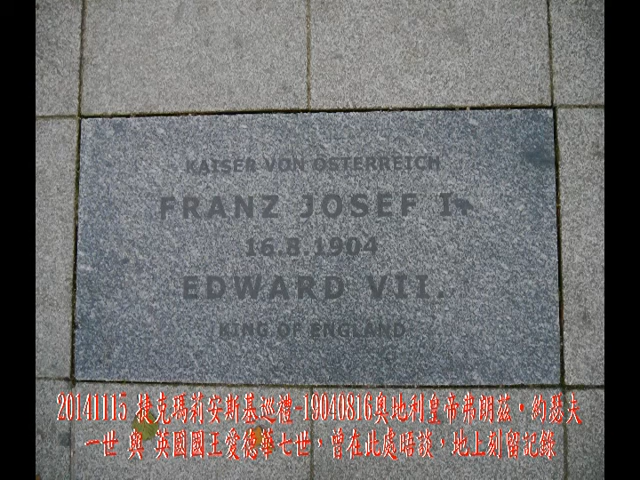 KAISER VON ÖSTERREICH
FRANZ JOSEF I.
16.8.1904
EDWARD VII.
KING OF ENGLAND
20141115 捷克瑪莉安斯基巡禮~19040816奧地利皇帝弗朗茲·約瑟夫
一世 與 英國國王愛德華七世，曾在此處晤談，地上刻留記錄